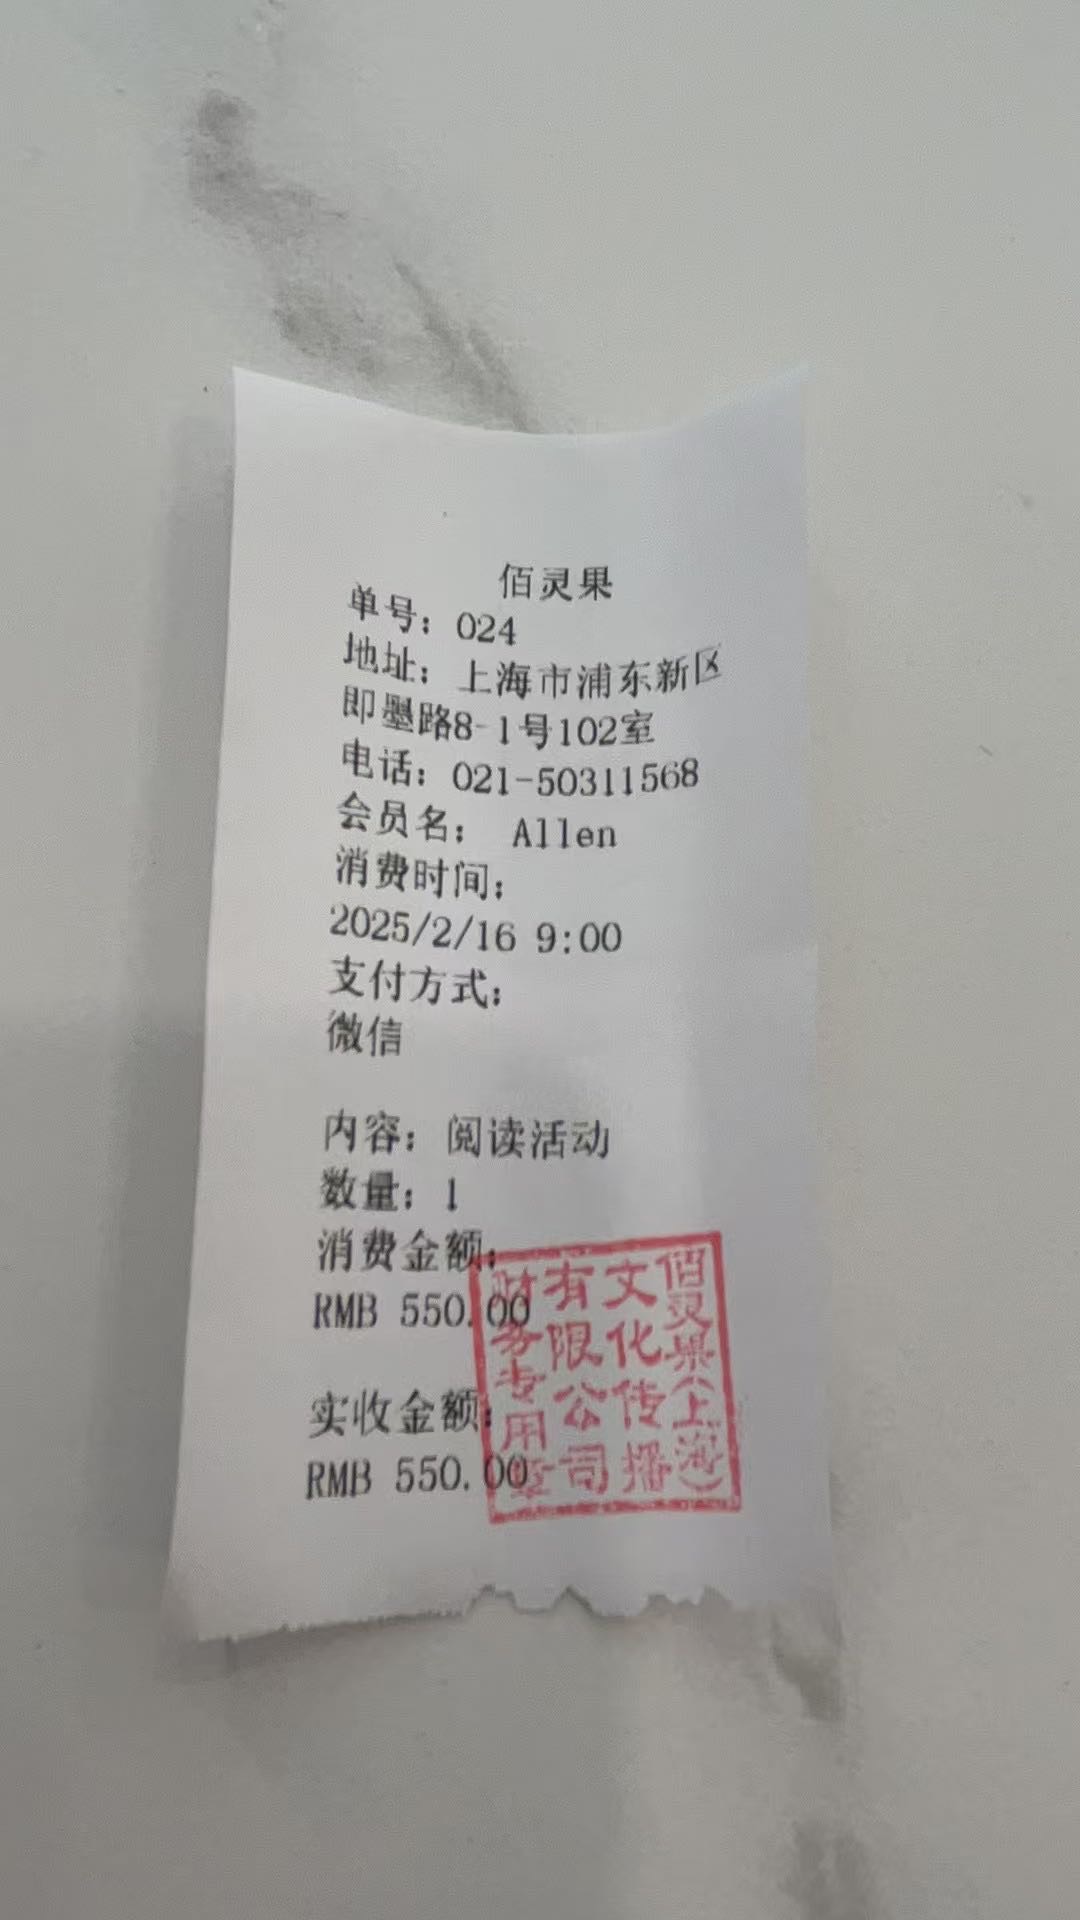 佰灵果
单号：024
地址：上海市浦东新区
即墨路8-1号102室
电话：021-50311568
会员名： Allen
消费时间：
2025/2/16 9:00
支付方式：
微信
内容：阅读活动
数量：1
消费金额：
RMB 550.00
实收金额：
RMB 550.00
佰灵果（上海）
文化传播
有限公司
财务专用章